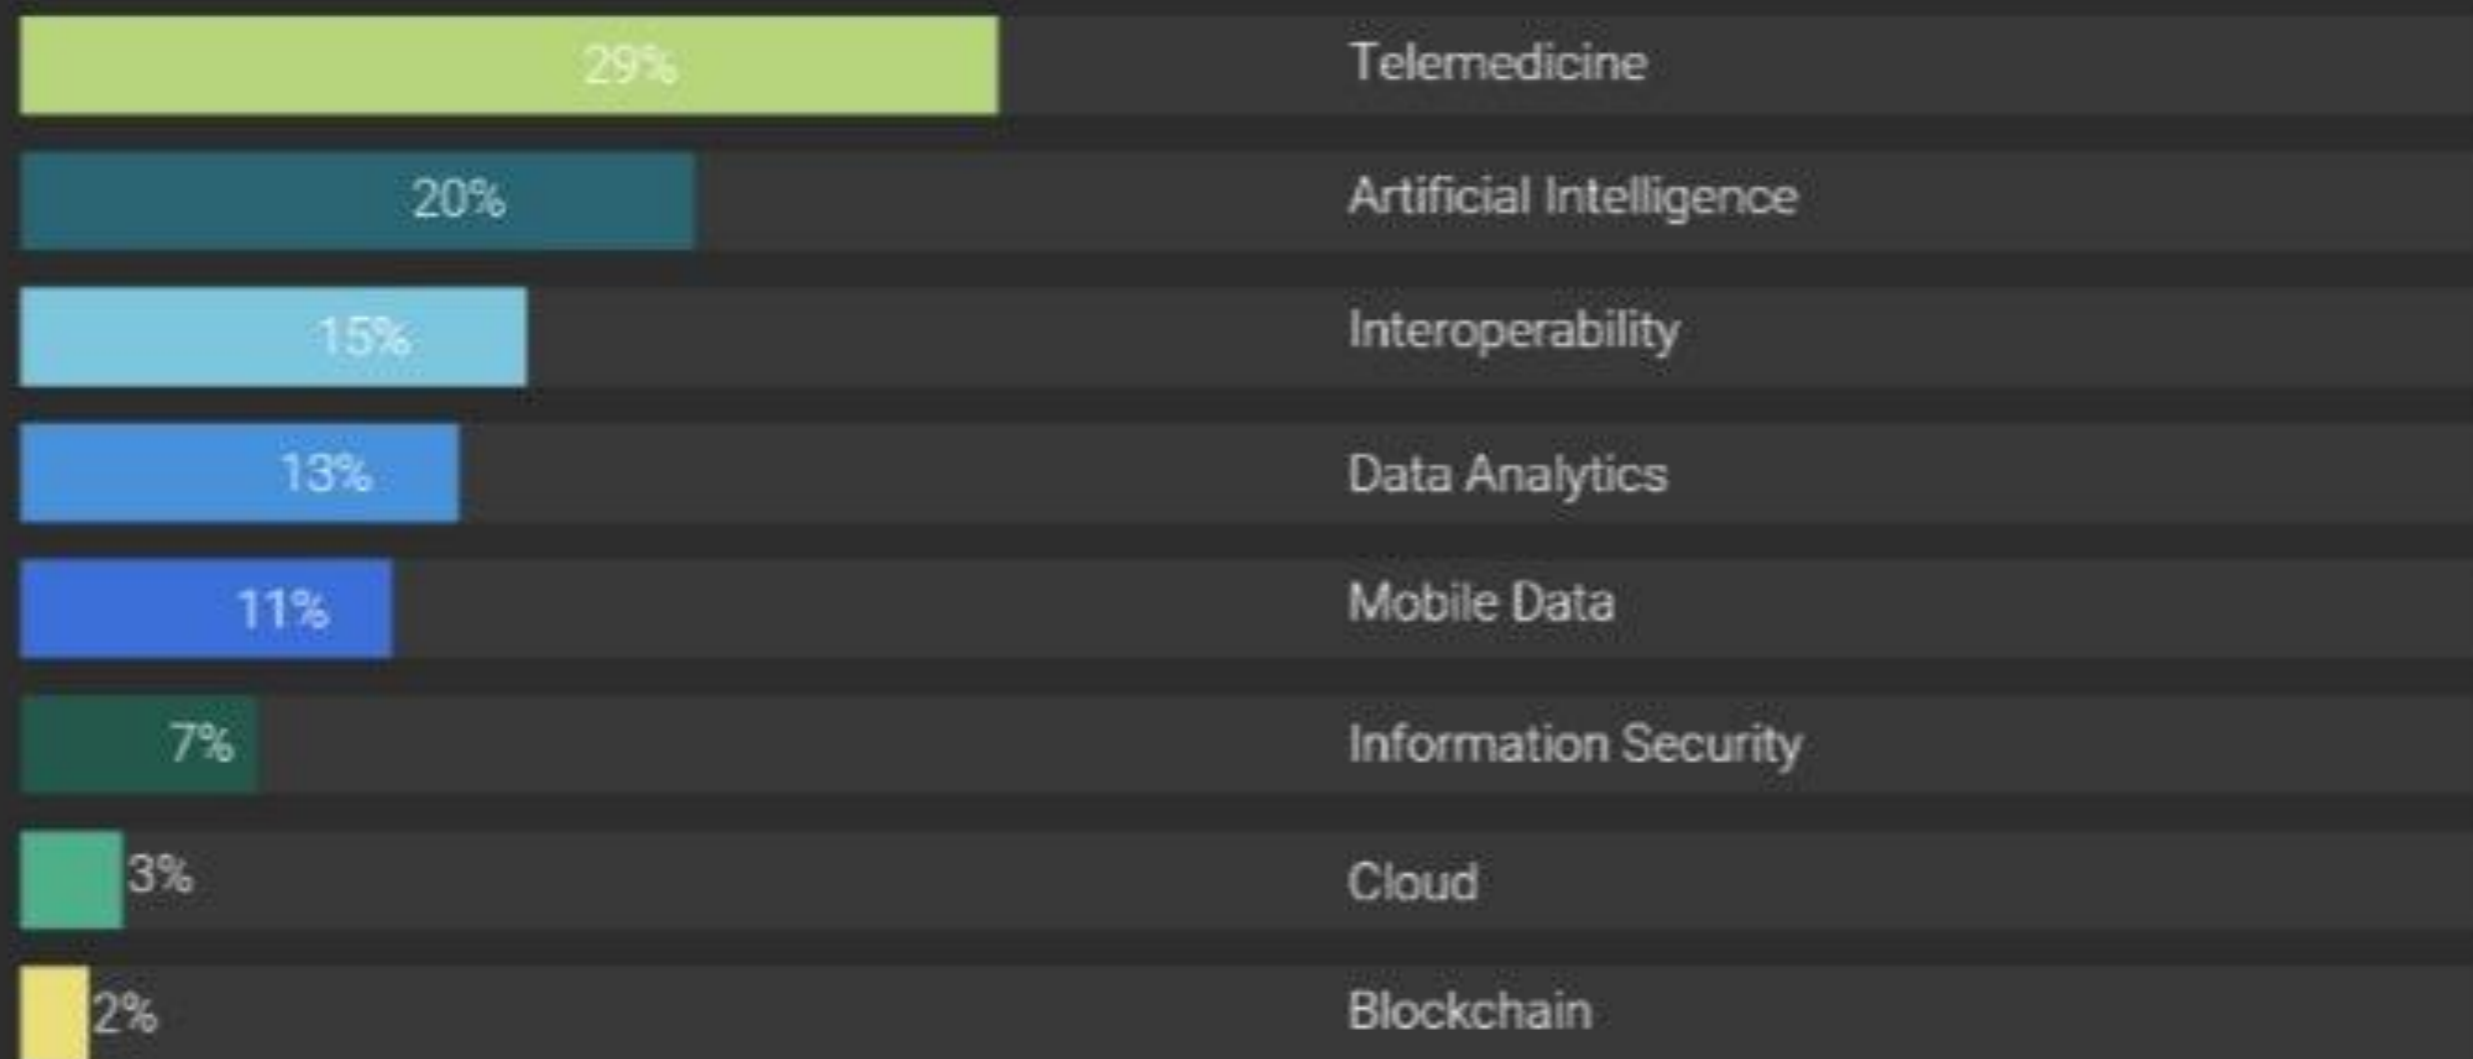 29% Telemedicine
20% Artificial Intelligence
15% Interoperability
13% Data Analytics
11% Mobile Data
7% Information Security
3% Cloud
2% Blockchain